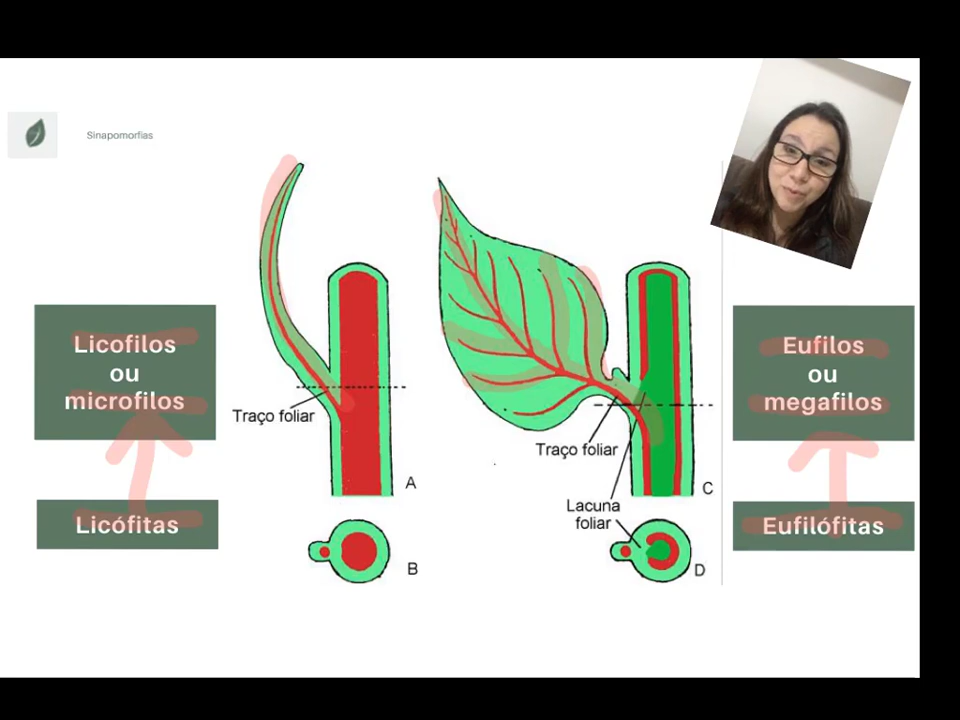 Sinapomorfias
Licofilos
ou
microfilos
Licófitas
Traço foliar
A
B
Traço foliar
Lacuna
foliar
C
D
Eufilos
ou
megafilos
Eufilófitas